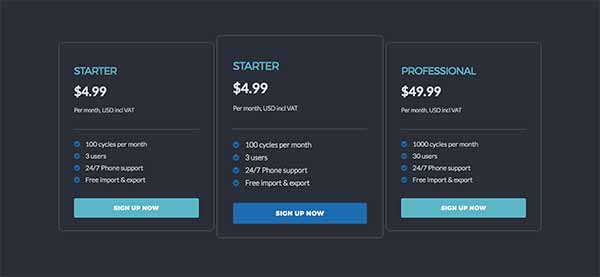 STARTER
$4.99
Per month, USD incl VAT
100 cycles per month
3 users
24/7 Phone support
Free import & export
SIGN UP NOW
STARTER
$4.99
Per month, USD incl VAT
100 cycles per month
3 users
24/7 Phone support
Free import & export
SIGN UP NOW
PROFESSIONAL
$49.99
Per month, USD incl VAT
1000 cycles per month
30 users
24/7 Phone support
Free import & export
SIGN UP NOW